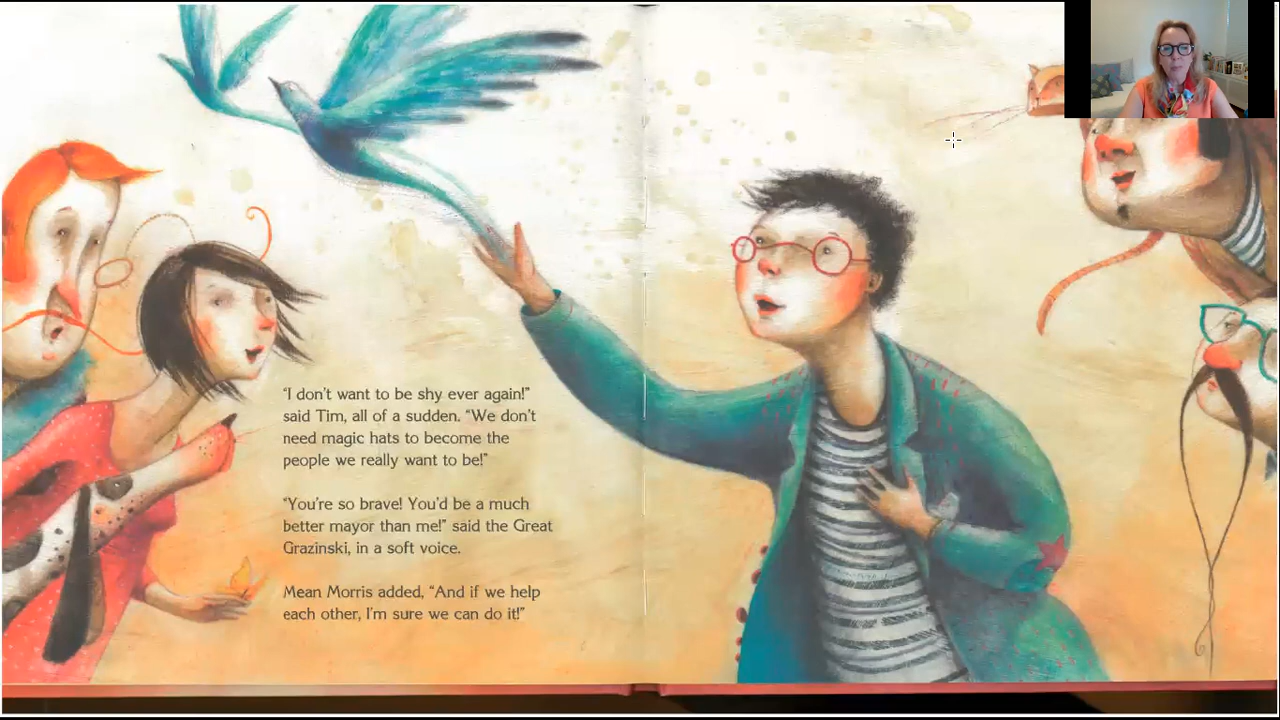 “I don’t want to be shy ever again!”
said Tim, all of a sudden. “We don’t
need magic hats to become the
people we really want to be!”
“You’re so brave! You’d be a much
better mayor than me!” said the Great
Grazinski, in a soft voice.
Mean Morris added, “And if we help
each other, I’m sure we can do it!”